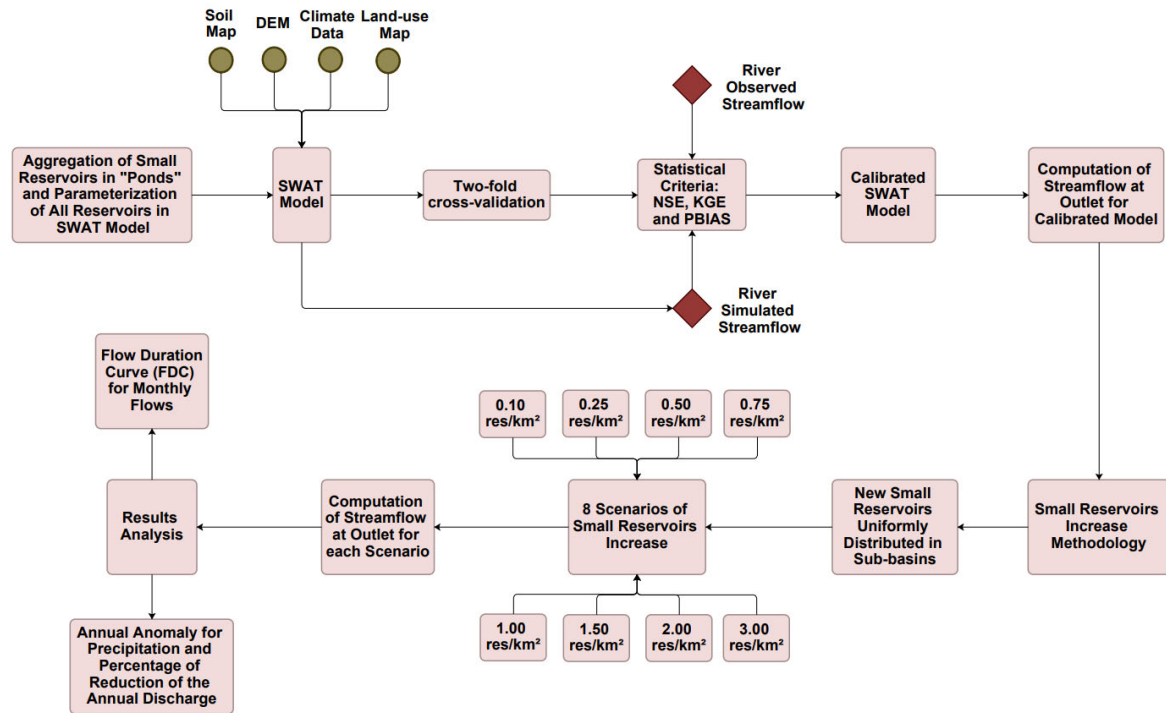 Soil
Map
DEM
Climate
Data
Land-use
Map
River
Observed
Streamflow
Aggregation of Small
Reservoirs in "Ponds"
and Parameterization
of All Reservoirs in
SWAT Model
SWAT
Model
Two-fold
cross-validation
Statistical
Criteria:
NSE, KGE
and PBIAS
Calibrated
SWAT
Model
Computation of
Streamflow at
Outlet for
Calibrated Model
River
Simulated
Streamflow
Flow Duration
Curve (FDC)
for Monthly
Flows
0.10
res/km²
0.25
res/km²
0.50
res/km²
0.75
res/km²
Results
Analysis
Computation
of Streamflow
at Outlet for
each Scenario
8 Scenarios of
Small Reservoirs
Increase
New Small
Reservoirs
Uniformly
Distributed in
Sub-basins
Small Reservoirs
Increase
Methodology
1.00
res/km²
1.50
res/km²
2.00
res/km²
3.00
res/km²
Annual Anomaly for
Precipitation and
Percentage of
Reduction of the
Annual Discharge